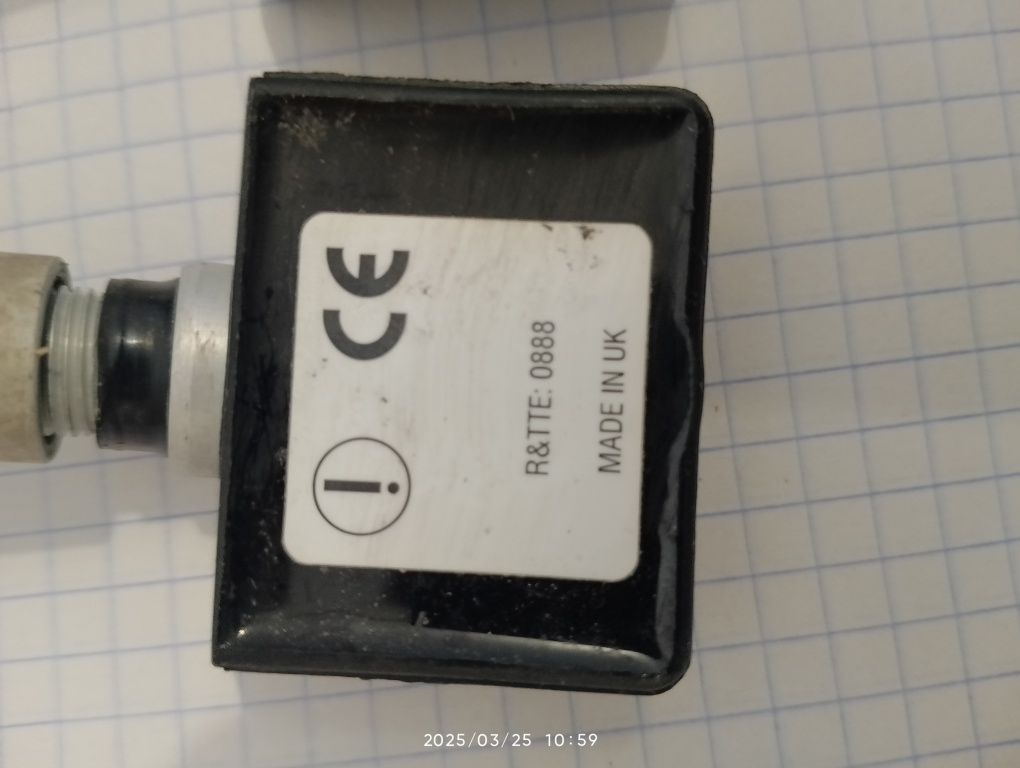 CE
i
R&TTE: 0888
MADE IN UK
2025/03/25 10:59